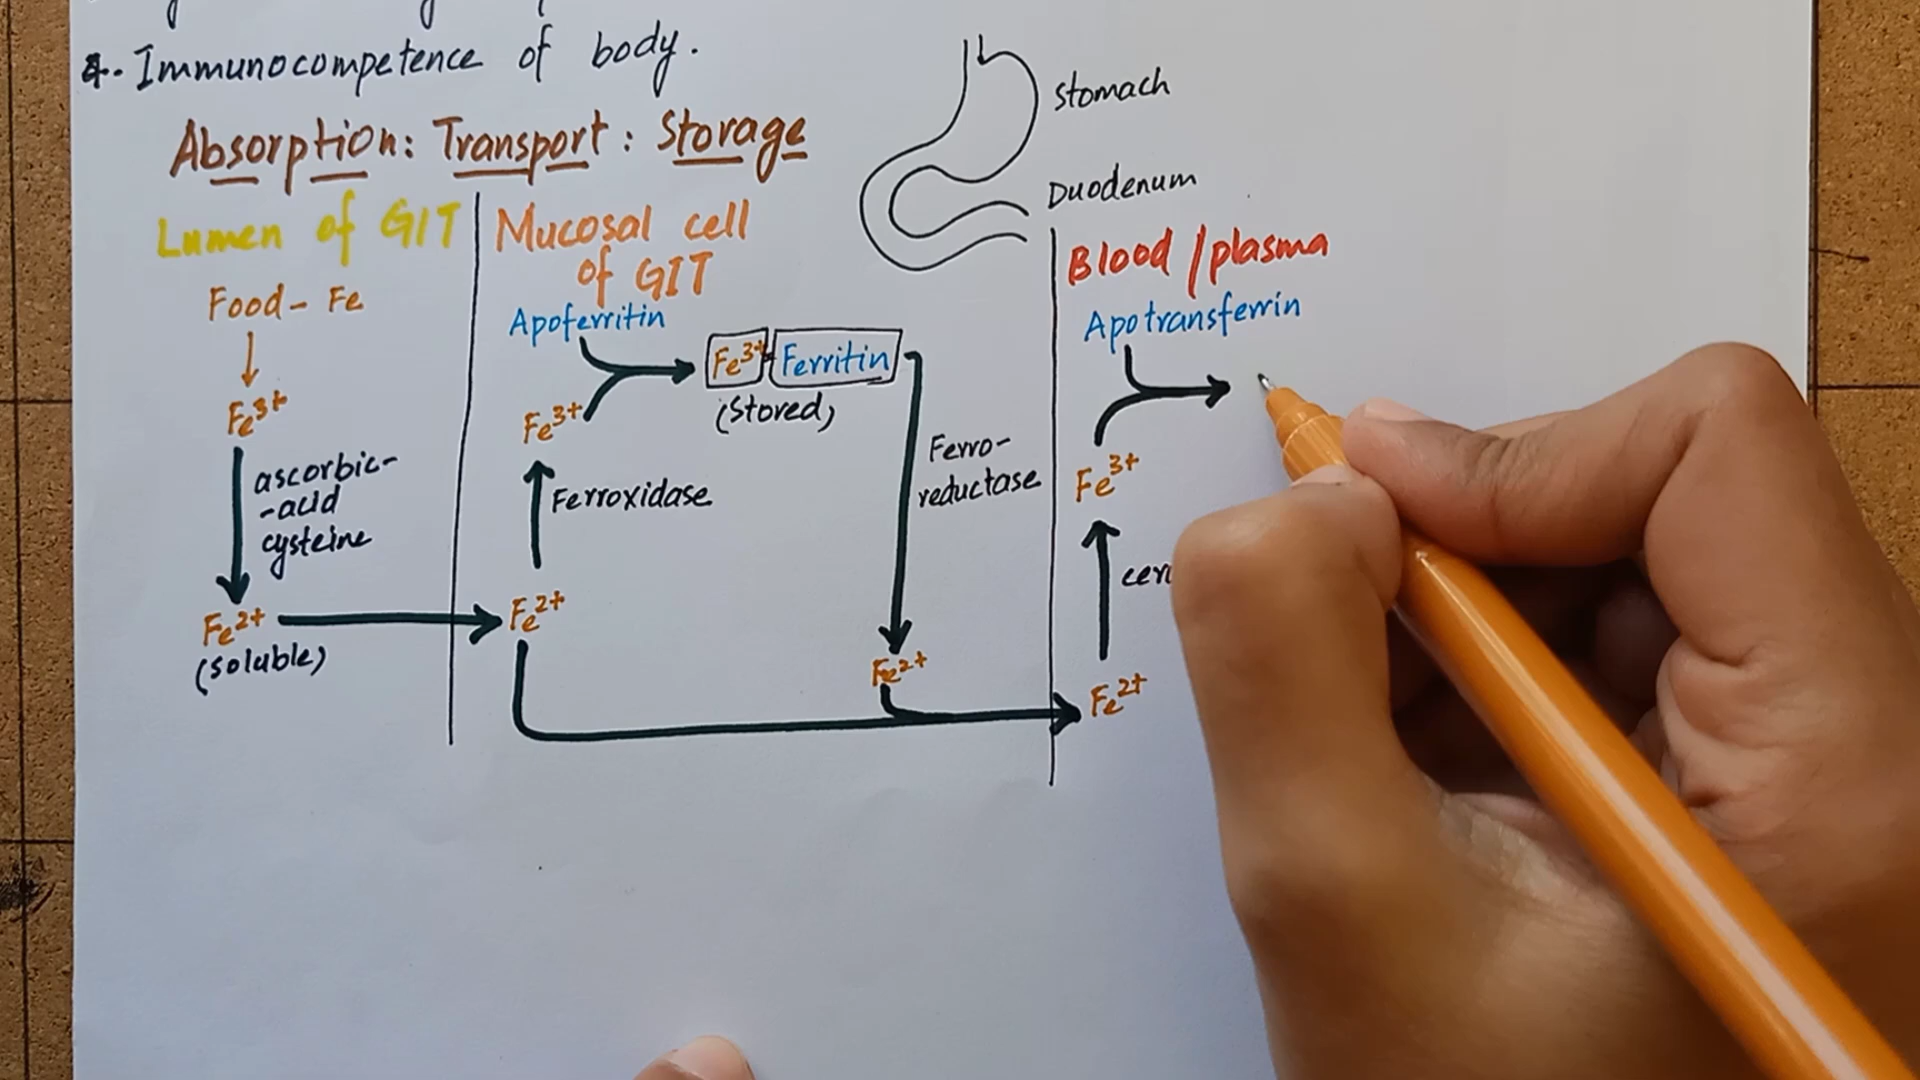 4. Immunocompetence of body.
Absorption: Transport: Storage
stomach
Duodenum
Lumen of GIT
Food - Fe
Fe3+
ascorbic-
-acid
cysteine
Fe2+
(soluble)
Mucosal cell
of GIT
Apoferritin
Fe3+ Ferritin
(stored)
Fe3+
Ferroxidase
Fe2+
Ferro-
reductase
Fe2+
Blood/plasma
Apotransferrin
Fe3+
Fe2+